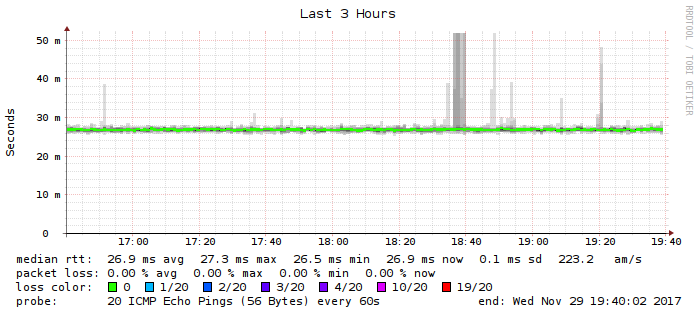 Last 3 Hours
RRDTOOL / TOBI OETIKER
Seconds
50 m
40 m
30 m
20 m
10 m
0
17:00 17:20 17:40 18:00 18:20 18:40 19:00 19:20 19:40
median rtt: 26.9 ms avg 27.3 ms max 26.5 ms min 26.9 ms now 0.1 ms sd 223.2 am/s
packet loss: 0.00 % avg 0.00 % max 0.00 % min 0.00 % now
loss color: 0 1/20 2/20 3/20 4/20 10/20 19/20
probe: 20 ICMP Echo Pings (56 Bytes) every 60s end: Wed Nov 29 19:40:02 2017